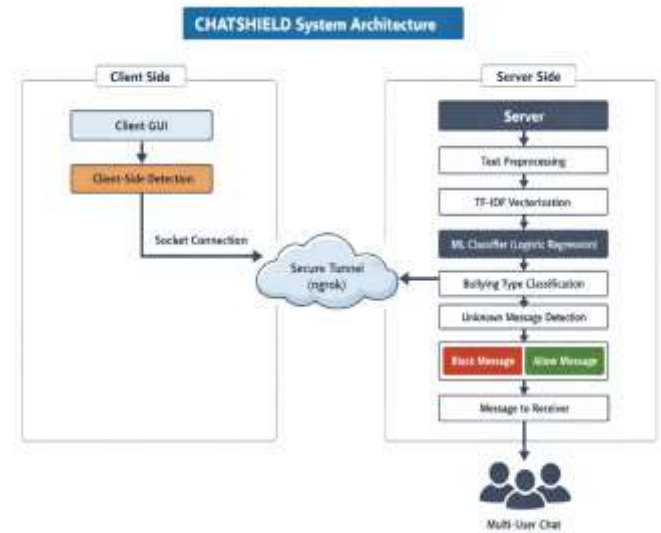 CHATSHIELD System Architecture
Client Side
Client GUI
Client-Side Detection
Socket Connection
Secure Tunnel
(ngrok)
Server Side
Server
Text Preprocessing
TF-IDF Vectorization
ML Classifier (Logistic Regression)
Bullying Type Classification
Unknown Message Detection
Block Message
Allow Message
Message to Receiver
Multi-User Chat